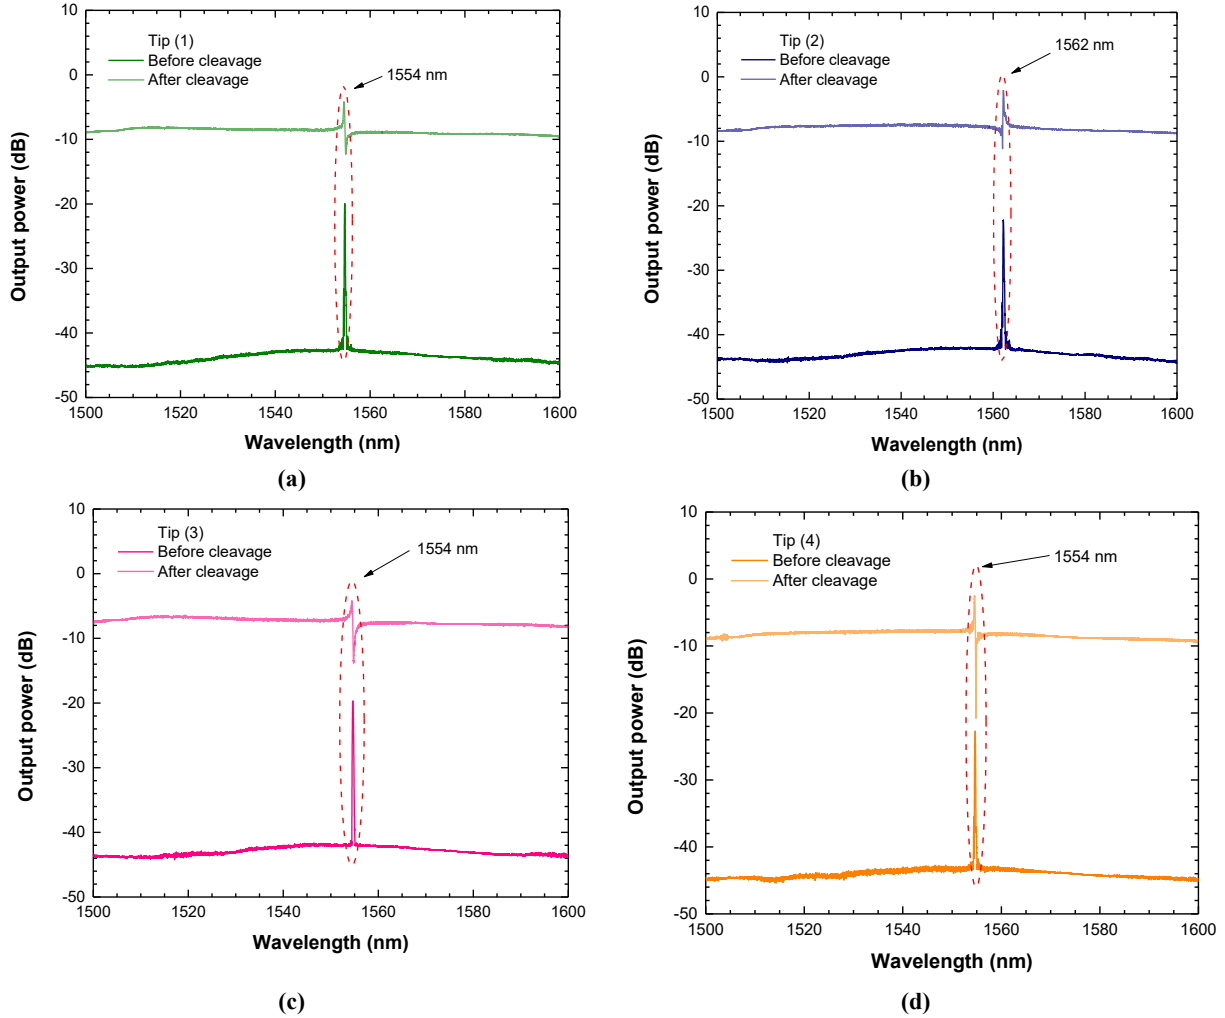 Tip (1)
Before cleavage
After cleavage
1554 nm
10
0
-10
-20
-30
-40
-50
1500 1520 1540 1560 1580 1600
Output power (dB)
Wavelength (nm)
(a)
Tip (2)
Before cleavage
After cleavage
1562 nm
10
0
-10
-20
-30
-40
-50
1500 1520 1540 1560 1580 1600
Output power (dB)
Wavelength (nm)
(b)
Tip (3)
Before cleavage
After cleavage
1554 nm
10
0
-10
-20
-30
-40
-50
1500 1520 1540 1560 1580 1600
Output power (dB)
Wavelength (nm)
(c)
Tip (4)
Before cleavage
After cleavage
1554 nm
10
0
-10
-20
-30
-40
-50
1500 1520 1540 1560 1580 1600
Output power (dB)
Wavelength (nm)
(d)